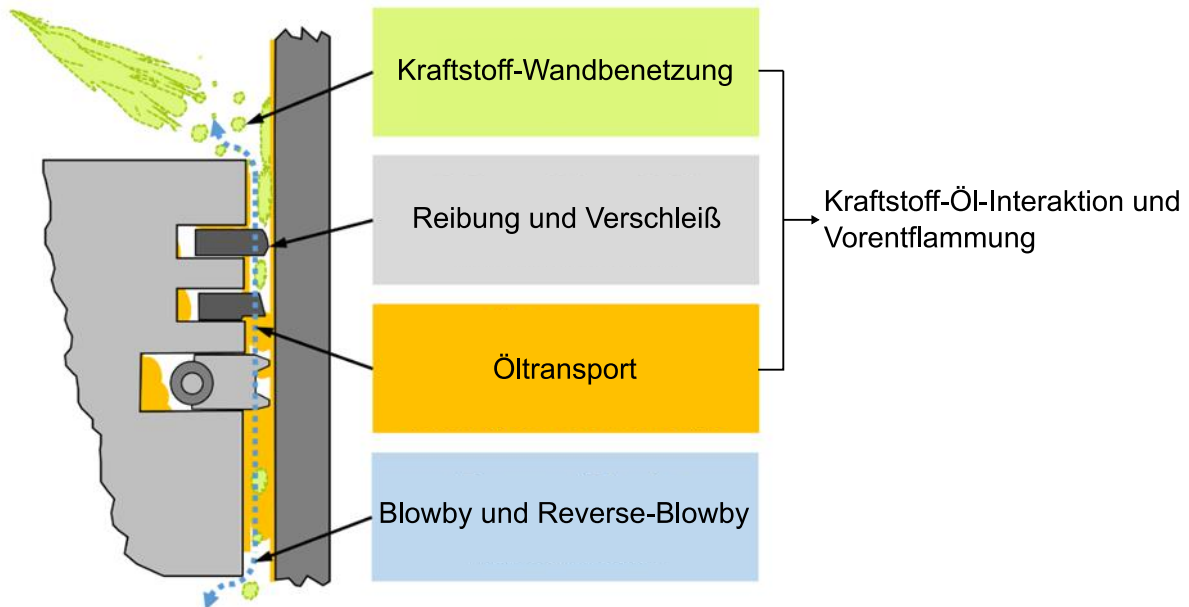 Kraftstoff-Wandbenetzung
Reibung und Verschleiß
Öltransport
Blowby und Reverse-Blowby
Kraftstoff-Öl-Interaktion und
Vorentflammung